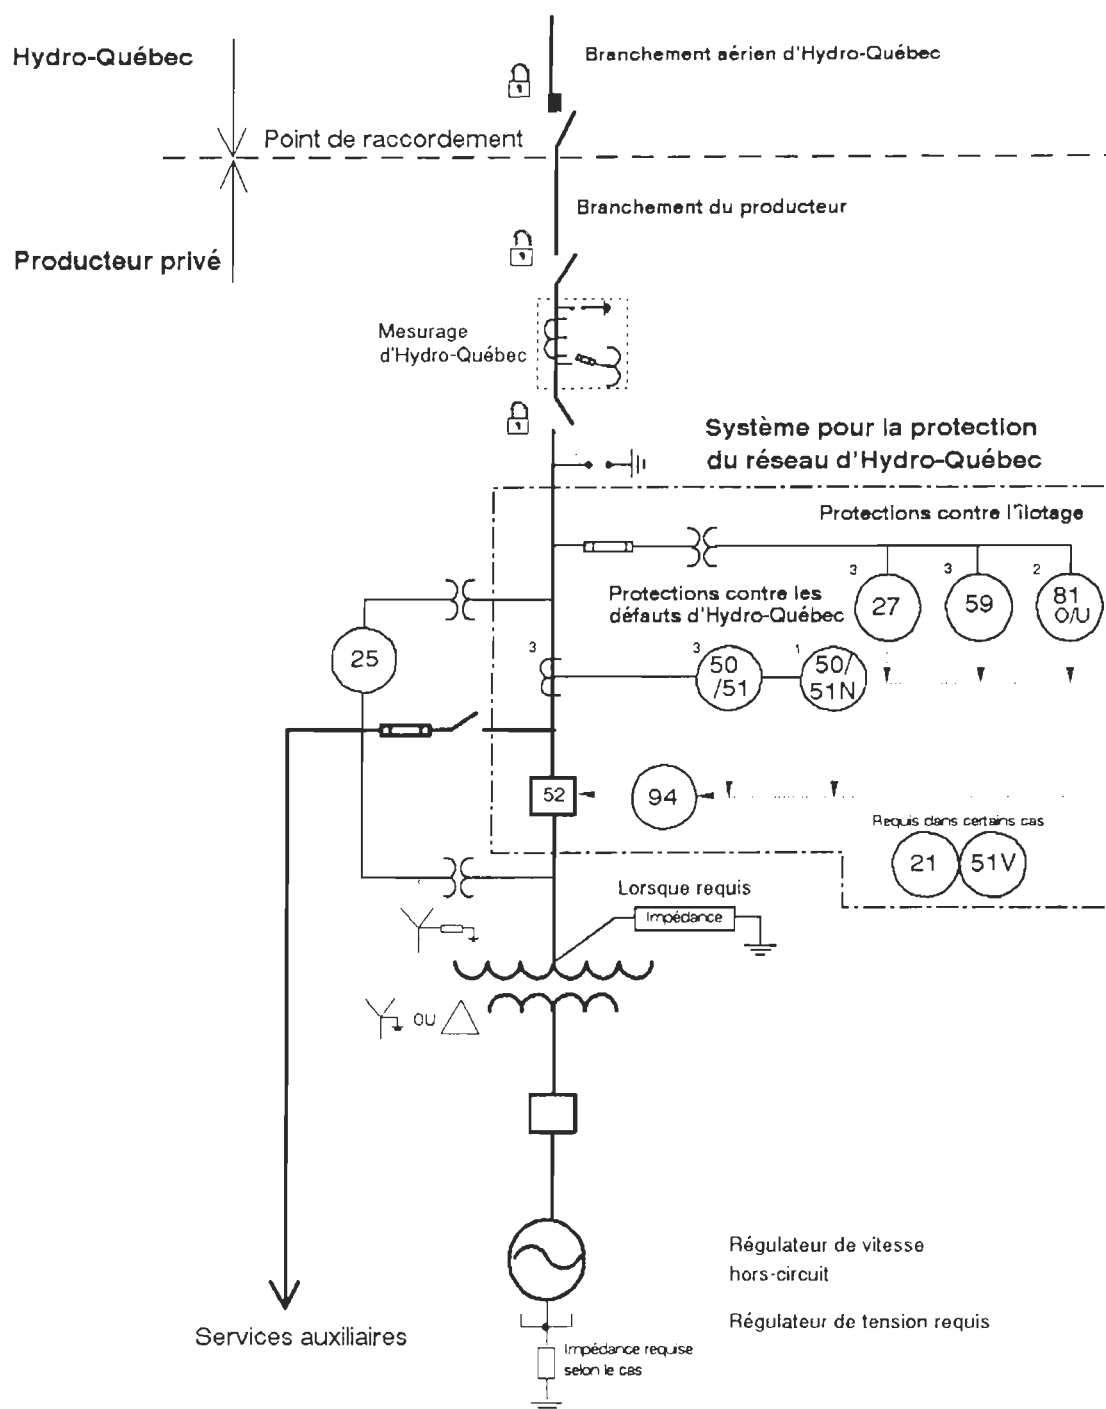 Hydro-Québec
Branchement aérien d'Hydro-Québec
Point de raccordement
Branchement du producteur
Producteur privé
Mesurage
d'Hydro-Québec
Système pour la protection
du réseau d'Hydro-Québec
Protections contre l'îlotage
3
3
2
27
59
81
O/U
Protections contre les
défauts d'Hydro-Québec
25
3
3
1
50
/51
50/
51N
52
94
Requis dans certains cas
21
51V
Lorsque requis
Impédance
OU
Régulateur de vitesse
hors-circuit
Régulateur de tension requis
Services auxiliaires
Impédance requise
selon le cas